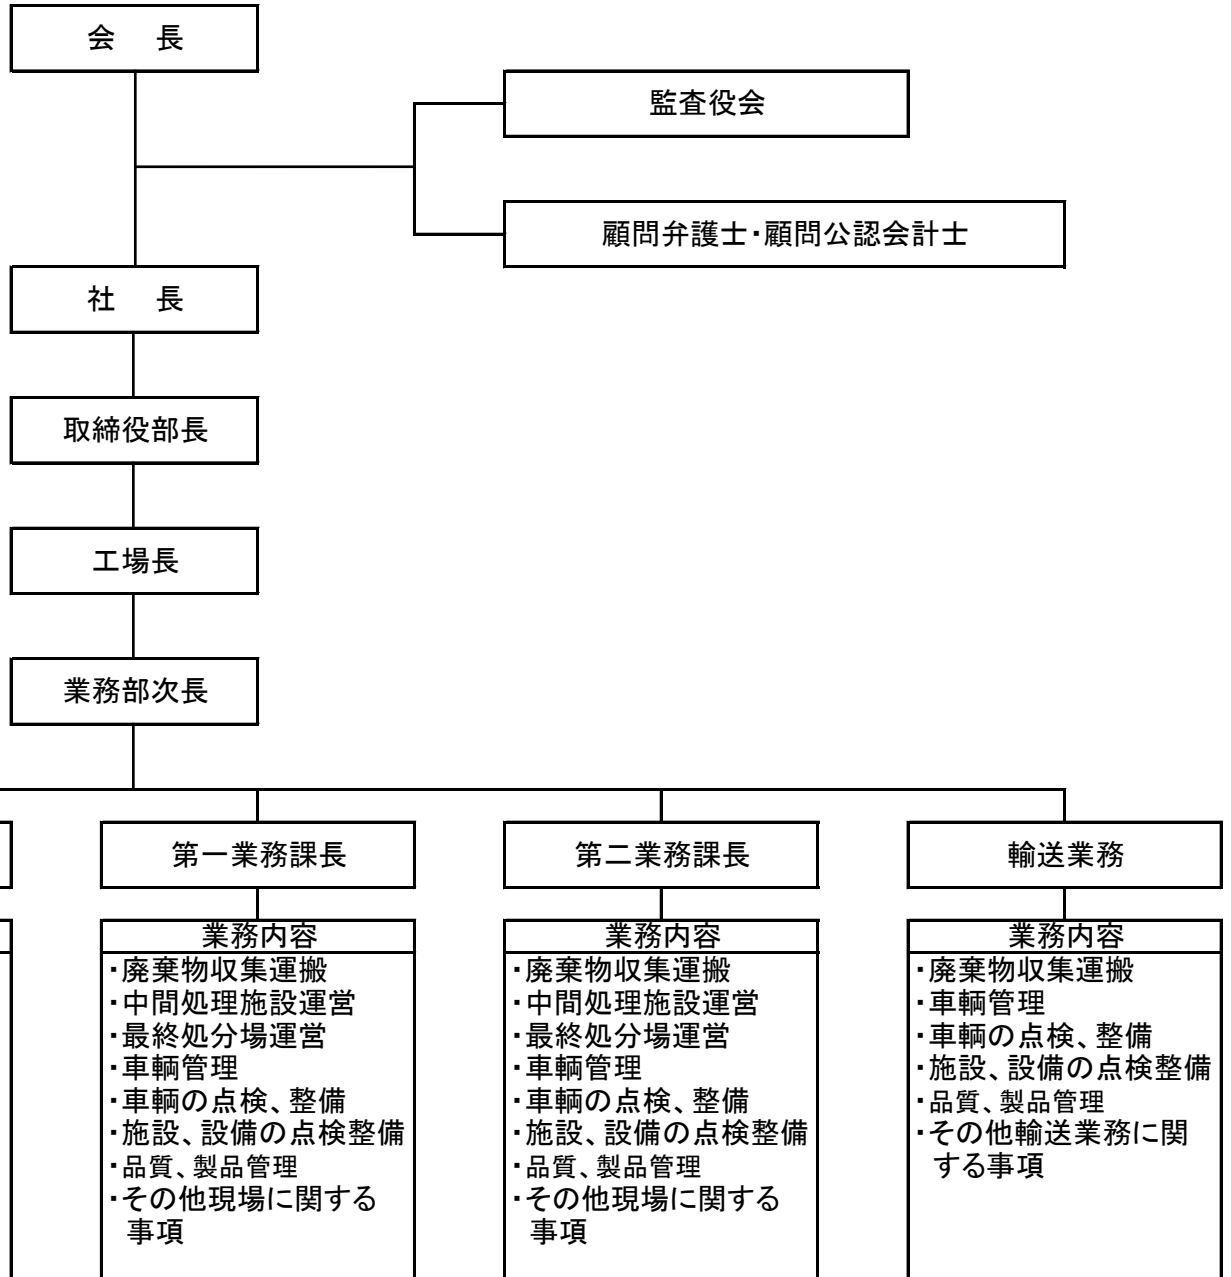 会 長
監査役会
顧問弁護士・顧問公認会計士
社 長
取締役部長
工場長
業務部次長
第一業務課長
業務内容
・廃棄物収集運搬
・中間処理施設運営
・最終処分場運営
・車輌管理
・車輌の点検、整備
・施設、設備の点検整備
・品質、製品管理
・その他現場に関する
事項
第二業務課長
業務内容
・廃棄物収集運搬
・中間処理施設運営
・最終処分場運営
・車輌管理
・車輌の点検、整備
・施設、設備の点検整備
・品質、製品管理
・その他現場に関する
事項
輸送業務
業務内容
・廃棄物収集運搬
・車輌管理
・車輌の点検、整備
・施設、設備の点検整備
・品質、製品管理
・その他輸送業務に関
する事項